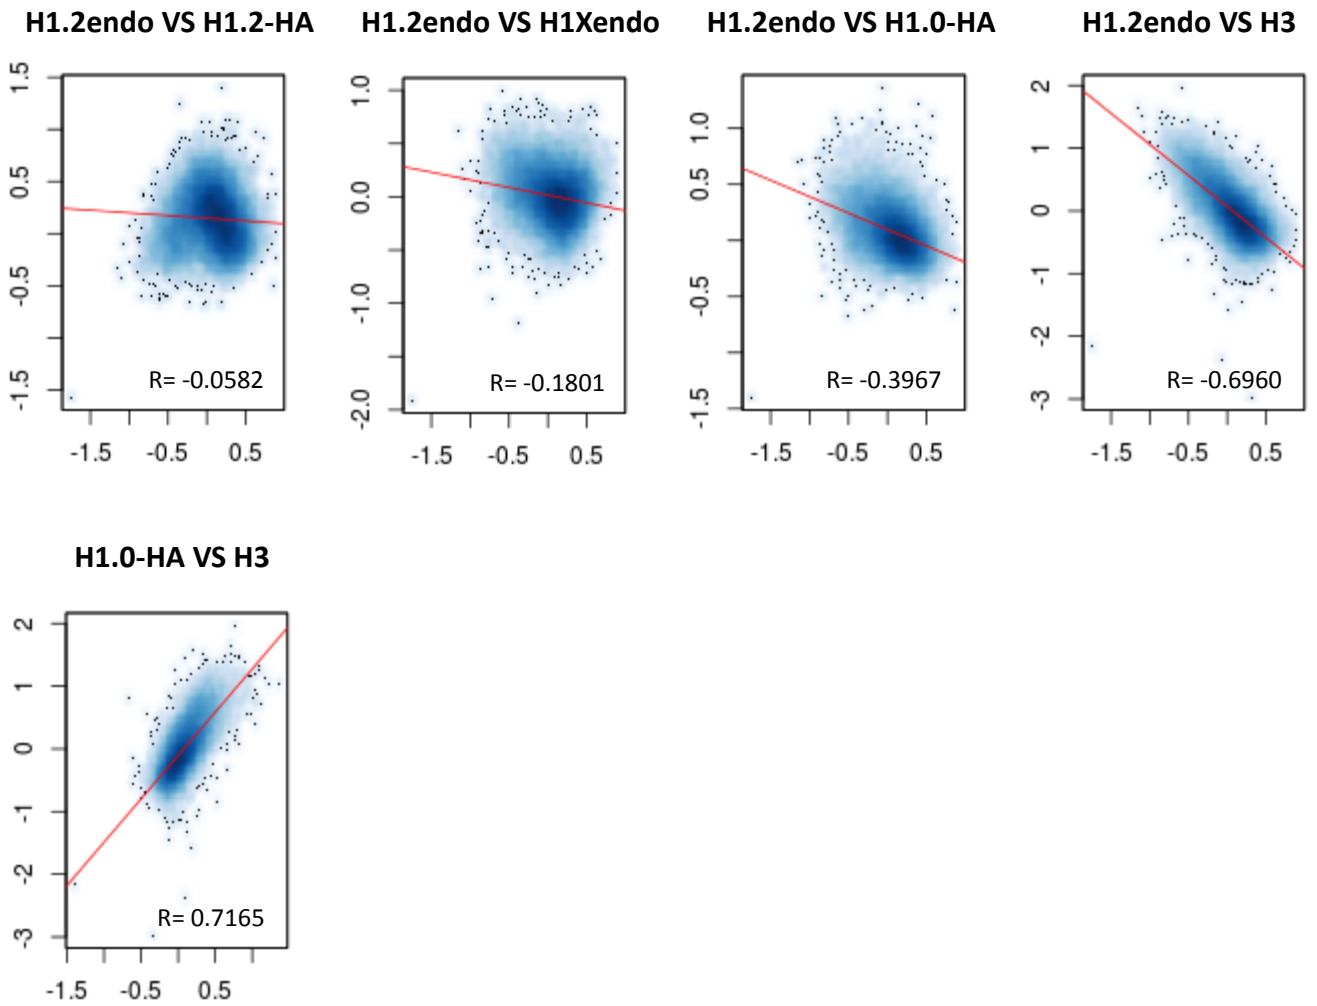 H1.2endo VS H1.2-HA
H1.2endo VS H1Xendo
H1.2endo VS H1.0-HA
H1.2endo VS H3
1.5
0.5
-0.5
-1.5
R= -0.0582
-1.5 -0.5 0.5
1.0
0.0
-1.0
-2.0
R= -0.1801
-1.5 -0.5 0.5
1.0
0.5
-0.5
-1.5
R= -0.3967
-1.5 -0.5 0.5
2
1
0
-1
-2
-3
R= -0.6960
-1.5 -0.5 0.5
H1.0-HA VS H3
2
1
0
-1
-2
-3
R= 0.7165
-1.5 -0.5 0.5